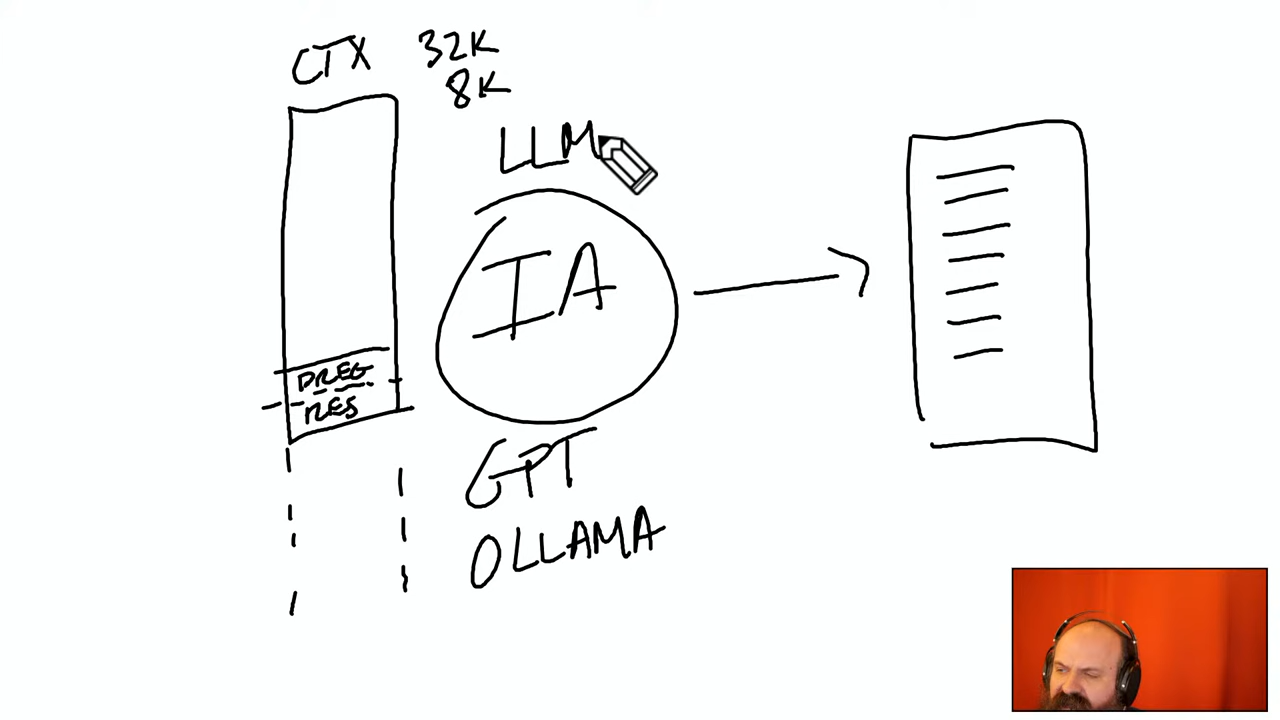 CTX 32K
8K
LLM
IA
PREG
RES
GPT
OLLAMA